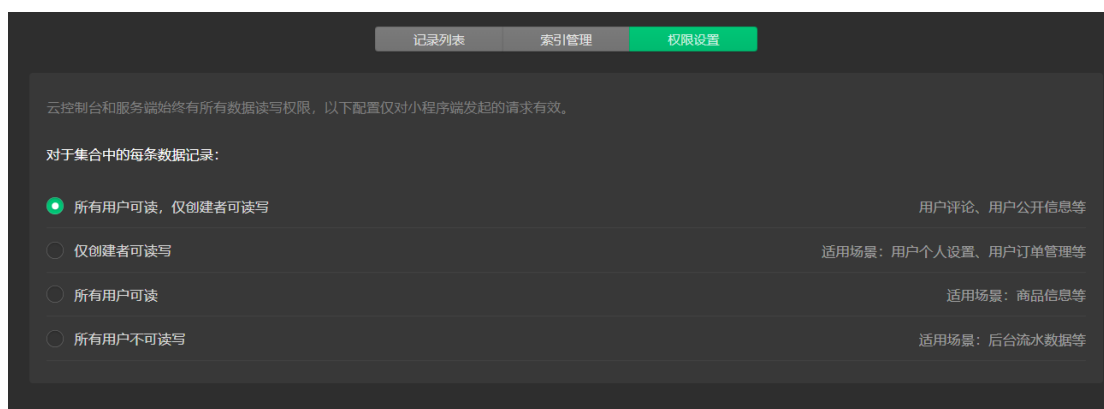 记录列表 索引管理 权限设置
云控制台和服务端始终有所有数据读写权限，以下配置仅对小程序端发起的请求有效。
对于集合中的每条数据记录：
所有用户可读，仅创建者可读写 用户评论、用户公开信息等
仅创建者可读写 适用场景：用户个人设置、用户订单管理等
所有用户可读 适用场景：商品信息等
所有用户不可读写 适用场景：后台流水数据等